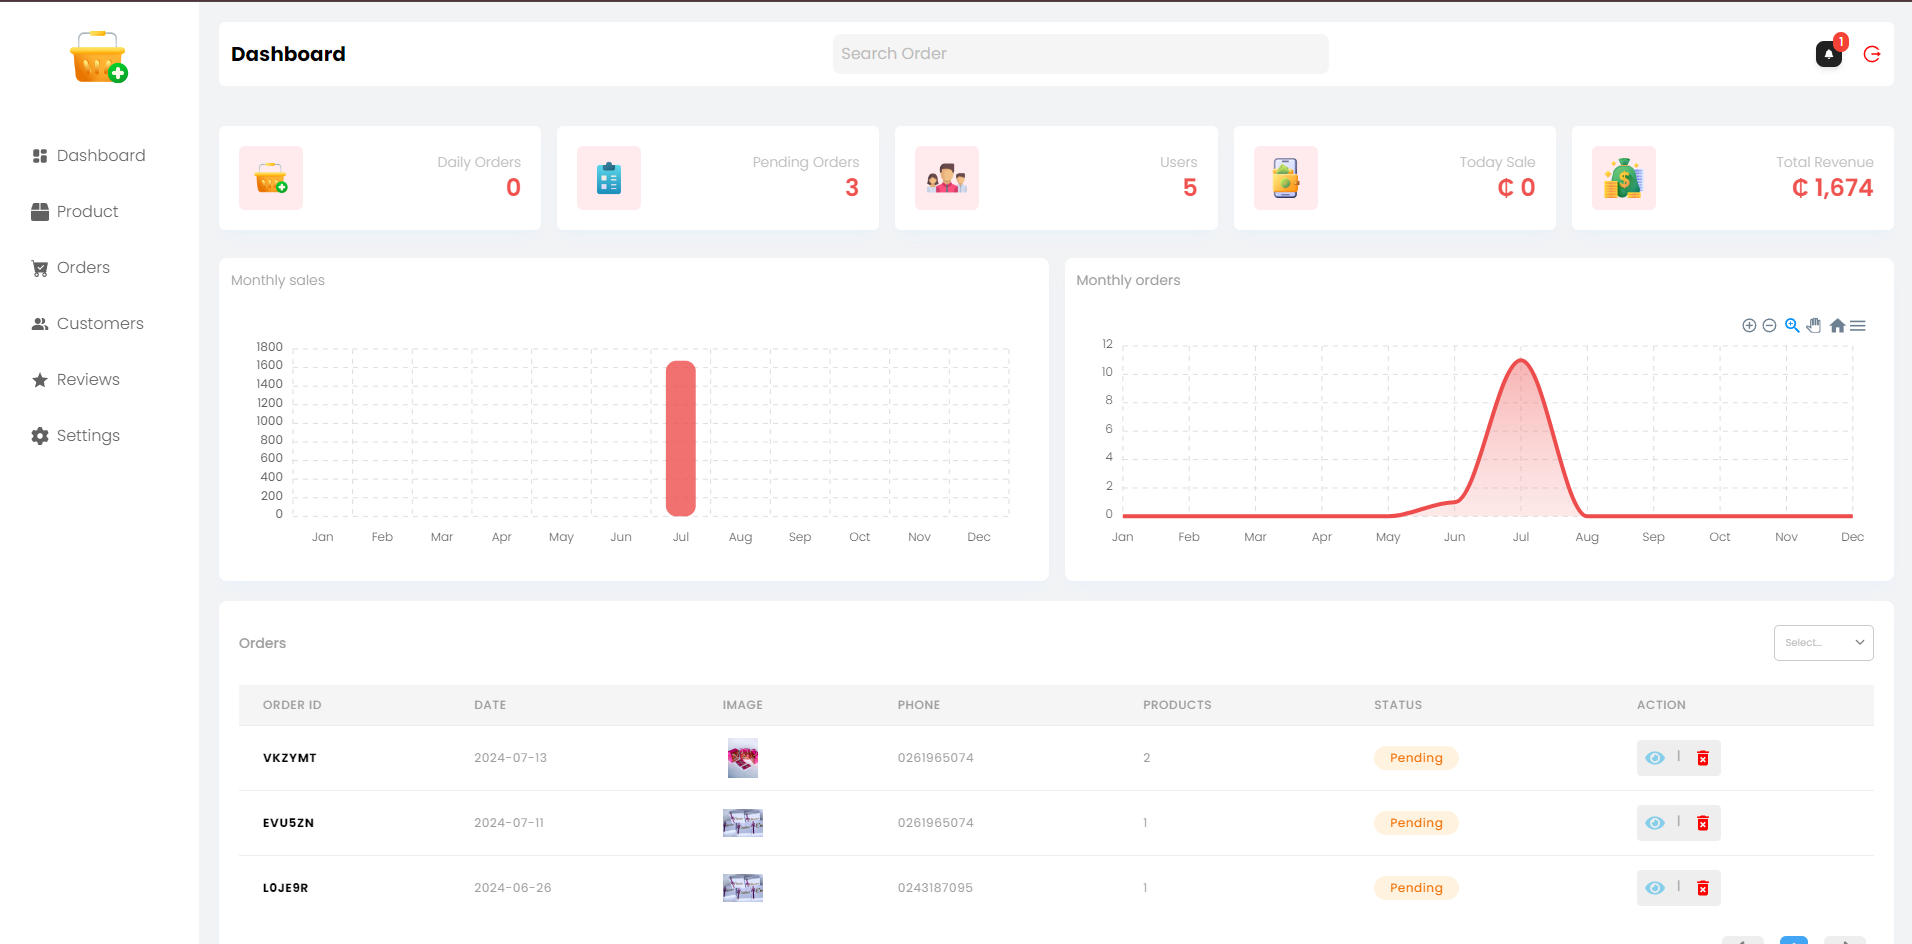 Dashboard
Search Order
1
Dashboard
Product
Orders
Customers
Reviews
Settings
Daily Orders
0
Pending Orders
3
Users
5
Today Sale
₵ 0
Total Revenue
₵ 1,674
Monthly sales
1800
1600
1400
1200
1000
800
600
400
200
0
Jan Feb Mar Apr May Jun Jul Aug Sep Oct Nov Dec
Monthly orders
12
10
8
6
4
2
0
Jan Feb Mar Apr May Jun Jul Aug Sep Oct Nov Dec
Orders
Select...
ORDER ID DATE IMAGE PHONE PRODUCTS STATUS ACTION
VKZYMT 2024-07-13 0261965074 2 Pending |
EVU5ZN 2024-07-11 0261965074 1 Pending |
L0JE9R 2024-06-26 0243187095 1 Pending |